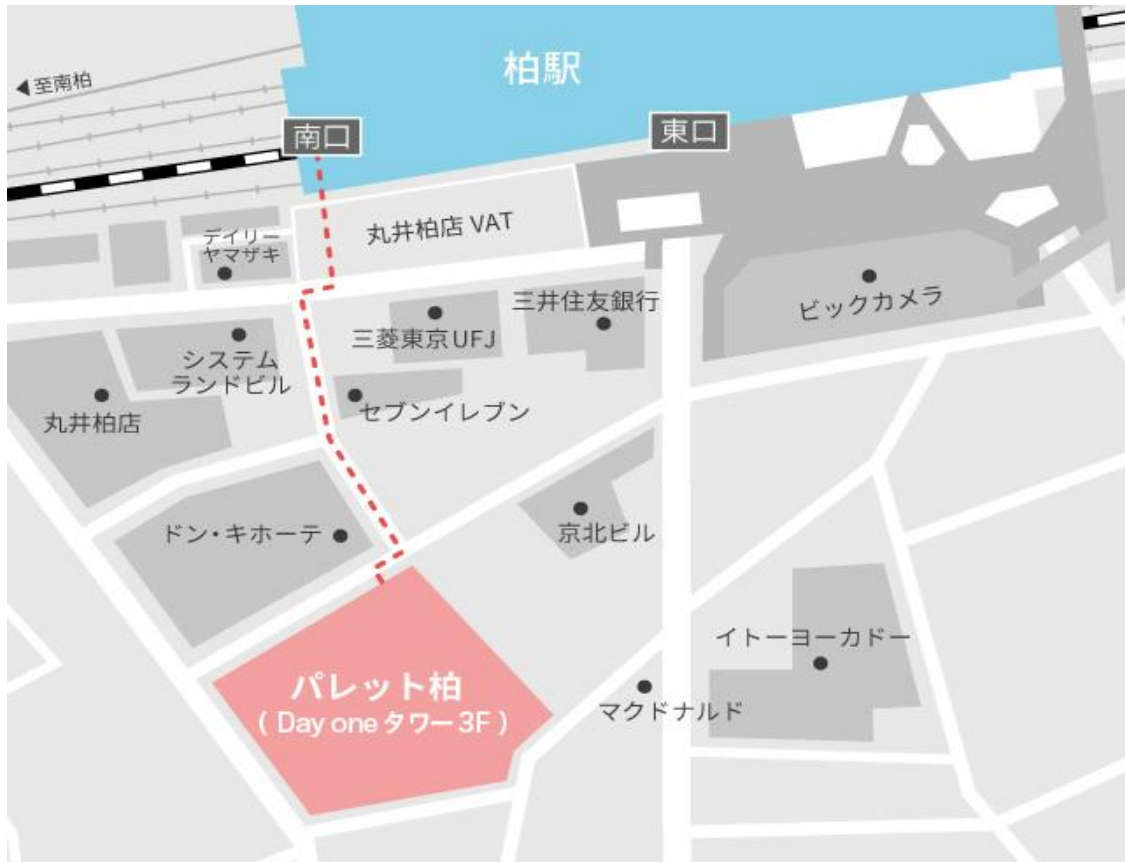 柏駅
◀至南柏
南口
東口
丸井柏店 VAT
デイリー
ヤマザキ
ビックカメラ
三井住友銀行
三菱東京UFJ
システム
ランドビル
丸井柏店
セブンイレブン
ドン・キホーテ
京北ビル
イトーヨーカドー
パレット柏
( Day one タワー 3F )
マクドナルド